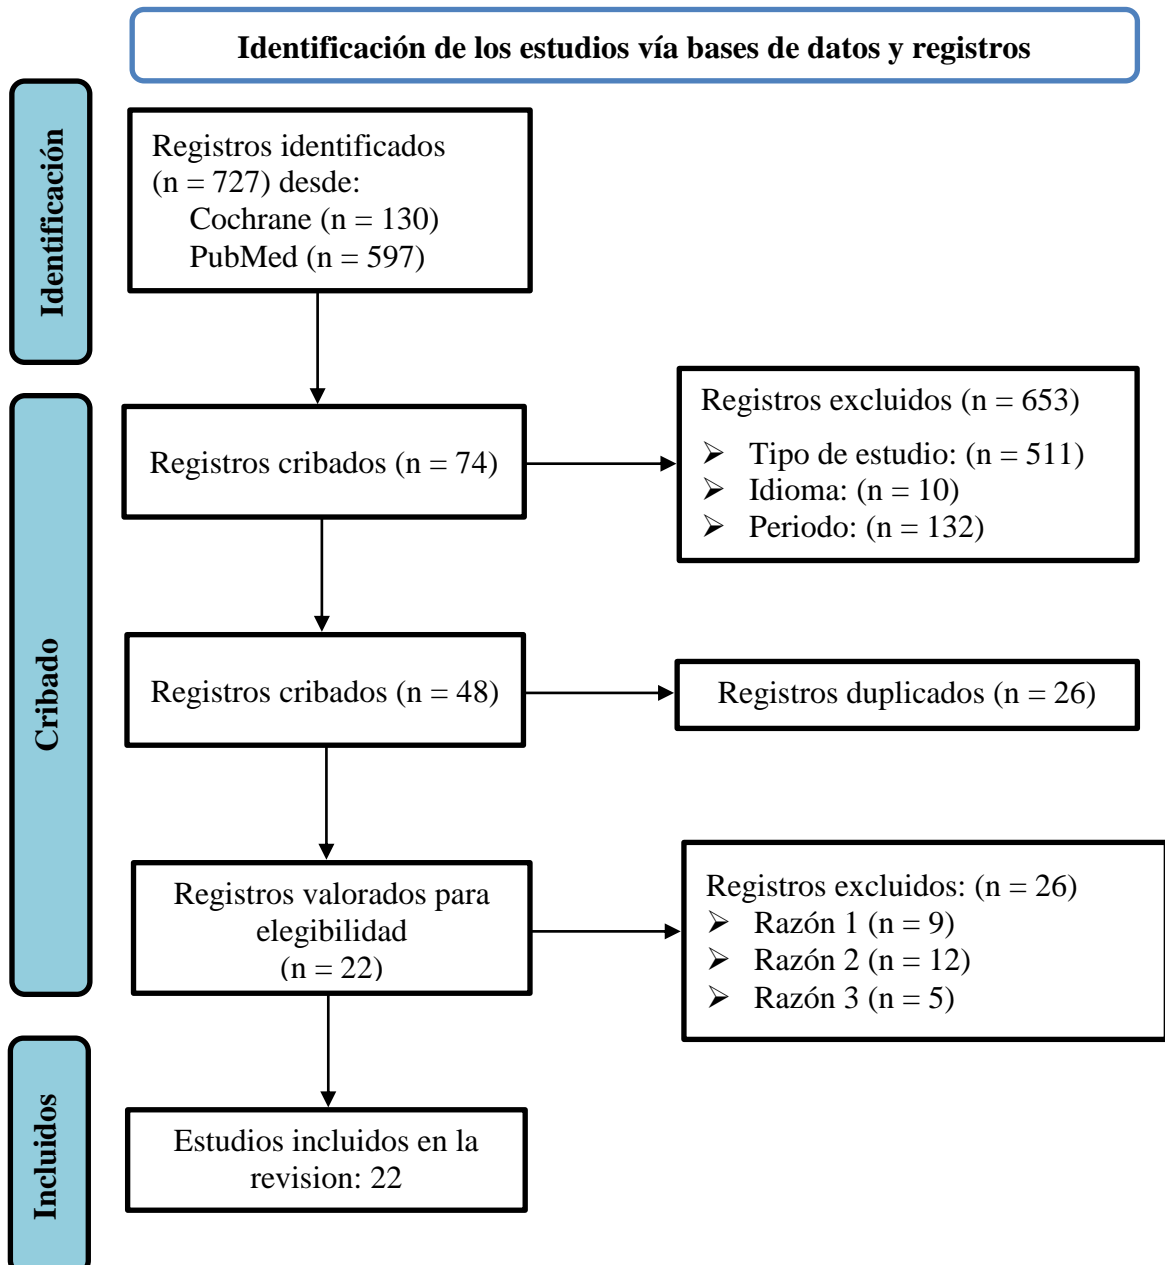 Identificación de los estudios vía bases de datos y registros
Identificación
Registros identificados
(n = 727) desde:
Cochrane (n = 130)
PubMed (n = 597)
Cribado
Registros cribados (n = 74)
Registros excluidos (n = 653)
➢ Tipo de estudio: (n = 511)
➢ Idioma: (n = 10)
➢ Periodo: (n = 132)
Registros cribados (n = 48)
Registros duplicados (n = 26)
Registros valorados para
elegibilidad
(n = 22)
Registros excluidos: (n = 26)
➢ Razón 1 (n = 9)
➢ Razón 2 (n = 12)
➢ Razón 3 (n = 5)
Incluidos
Estudios incluidos en la
revision: 22